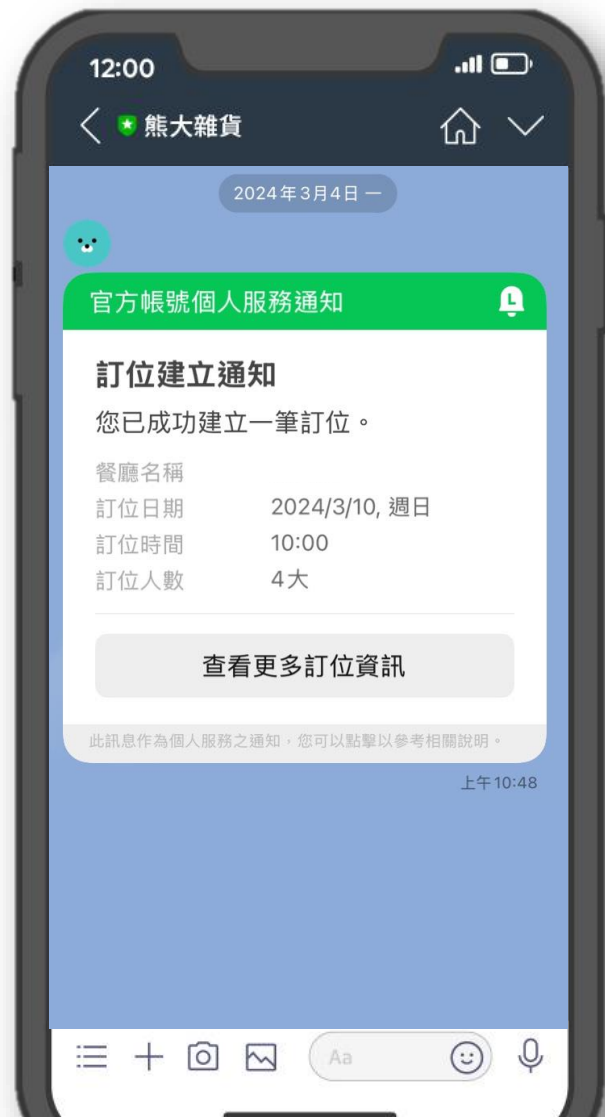 12:00
熊大雜貨
2024年3月4日 一
官方帳號個人服務通知
訂位建立通知
您已成功建立一筆訂位。
餐廳名稱
訂位日期 2024/3/10, 週日
訂位時間 10:00
訂位人數 4大
查看更多訂位資訊
此訊息作為個人服務之通知，您可以點擊以參考相關說明。
上午10:48
Aa